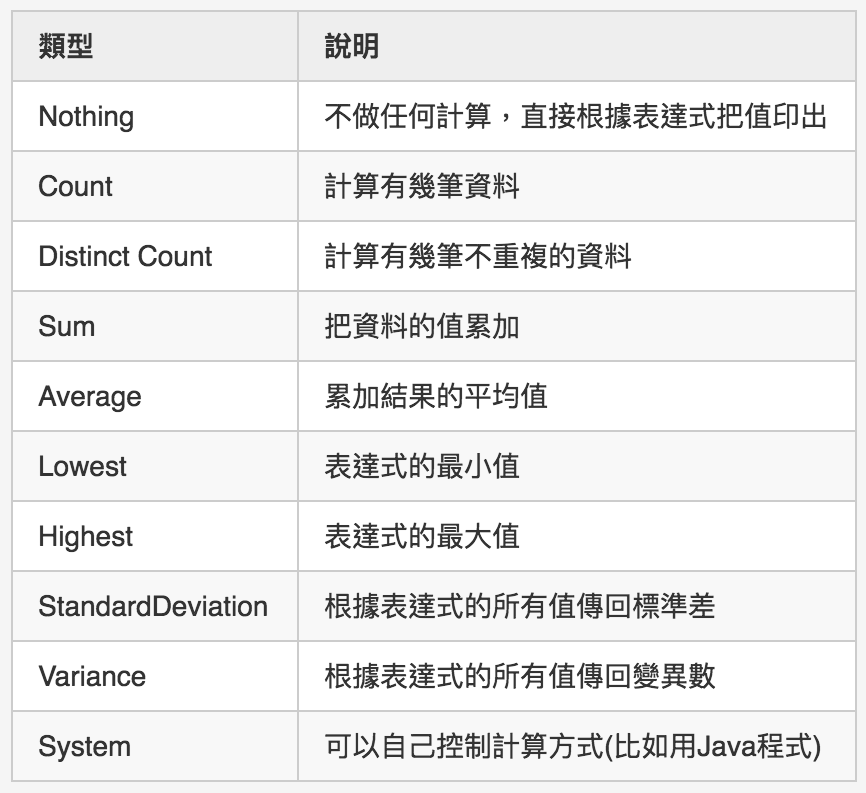 類型 說明
Nothing 不做任何計算，直接根據表達式把值印出
Count 計算有幾筆資料
Distinct Count 計算有幾筆不重複的資料
Sum 把資料的值累加
Average 累加結果的平均值
Lowest 表達式的最小值
Highest 表達式的最大值
StandardDeviation 根據表達式的所有值傳回標準差
Variance 根據表達式的所有值傳回變異數
System 可以自己控制計算方式(比如用Java程式)